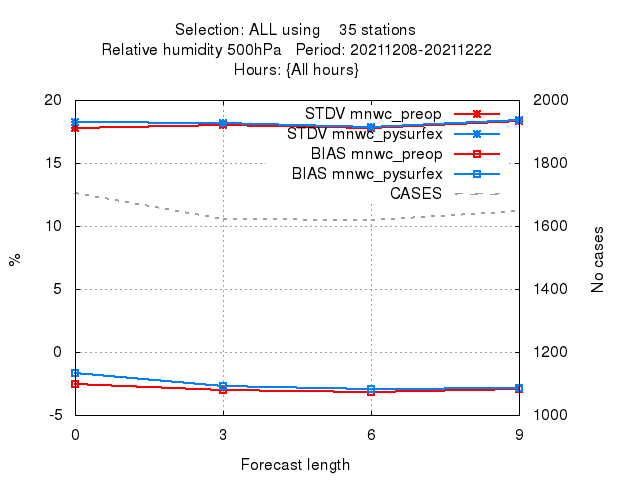 Selection: ALL using 35 stations
Relative humidity 500hPa Period: 20211208-20211222
Hours: {All hours}
20
15
10
5
0
-5
%
STDV mnwc_preop
STDV mnwc_pysurfex
BIAS mnwc_preop
BIAS mnwc_pysurfex
CASES
2000
1800
1600
1400
1200
1000
No cases
0 3 6 9
Forecast length